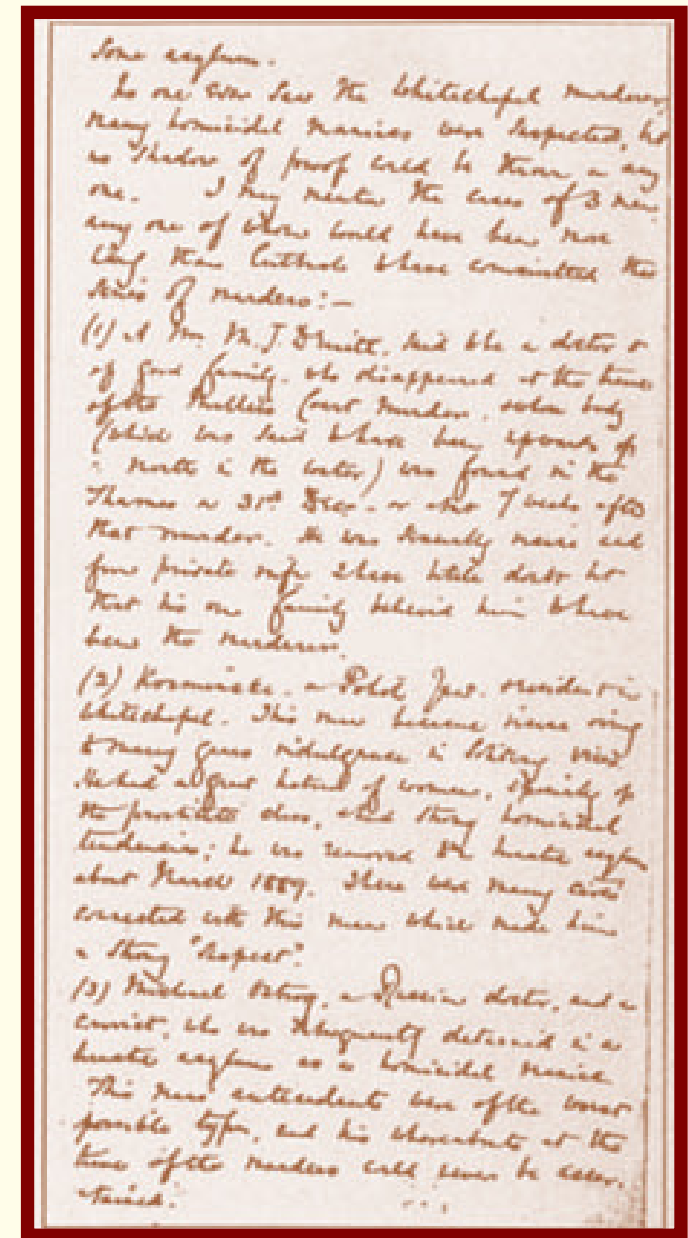 some asylum.
No one ever saw the Whitechapel murderer,
many homicidal maniacs were suspected, but
no shadow of proof could be thrown on any
one. I may mention the cases of 3 men
any one of whom would have been more
likely than Cutbush to have committed this
series of murders:—
(1) A Mr. M. J. Druitt, said to be a doctor &
of good family, who disappeared at the time
of the Miller's Court murder, whose body
(which was said to have been upwards of
a month in the water) was found in the
Thames on 31st Decr. - or about 7 weeks after
that murder. He was sexually insane and
from private info I have little doubt but
that his own family believed him to have
been the murderer.
(2) Kosminski, a Polish Jew, resident in
Whitechapel. This man became insane owing
to many years indulgence in solitary vices.
He had a great hatred of women, specially of
the prostitute class, & had strong homicidal
tendencies; he was removed to a lunatic asylum
about March 1889. There were many circs
connected with this man which made him
a strong "suspect".
(3) Michael Ostrog, a Russian doctor, and a
convict, who was subsequently detained in a
lunatic asylum as a homicidal maniac.
This man's antecedents were of the worst
possible type, and his whereabouts at the
time of the murders could never be ascer-
tained.